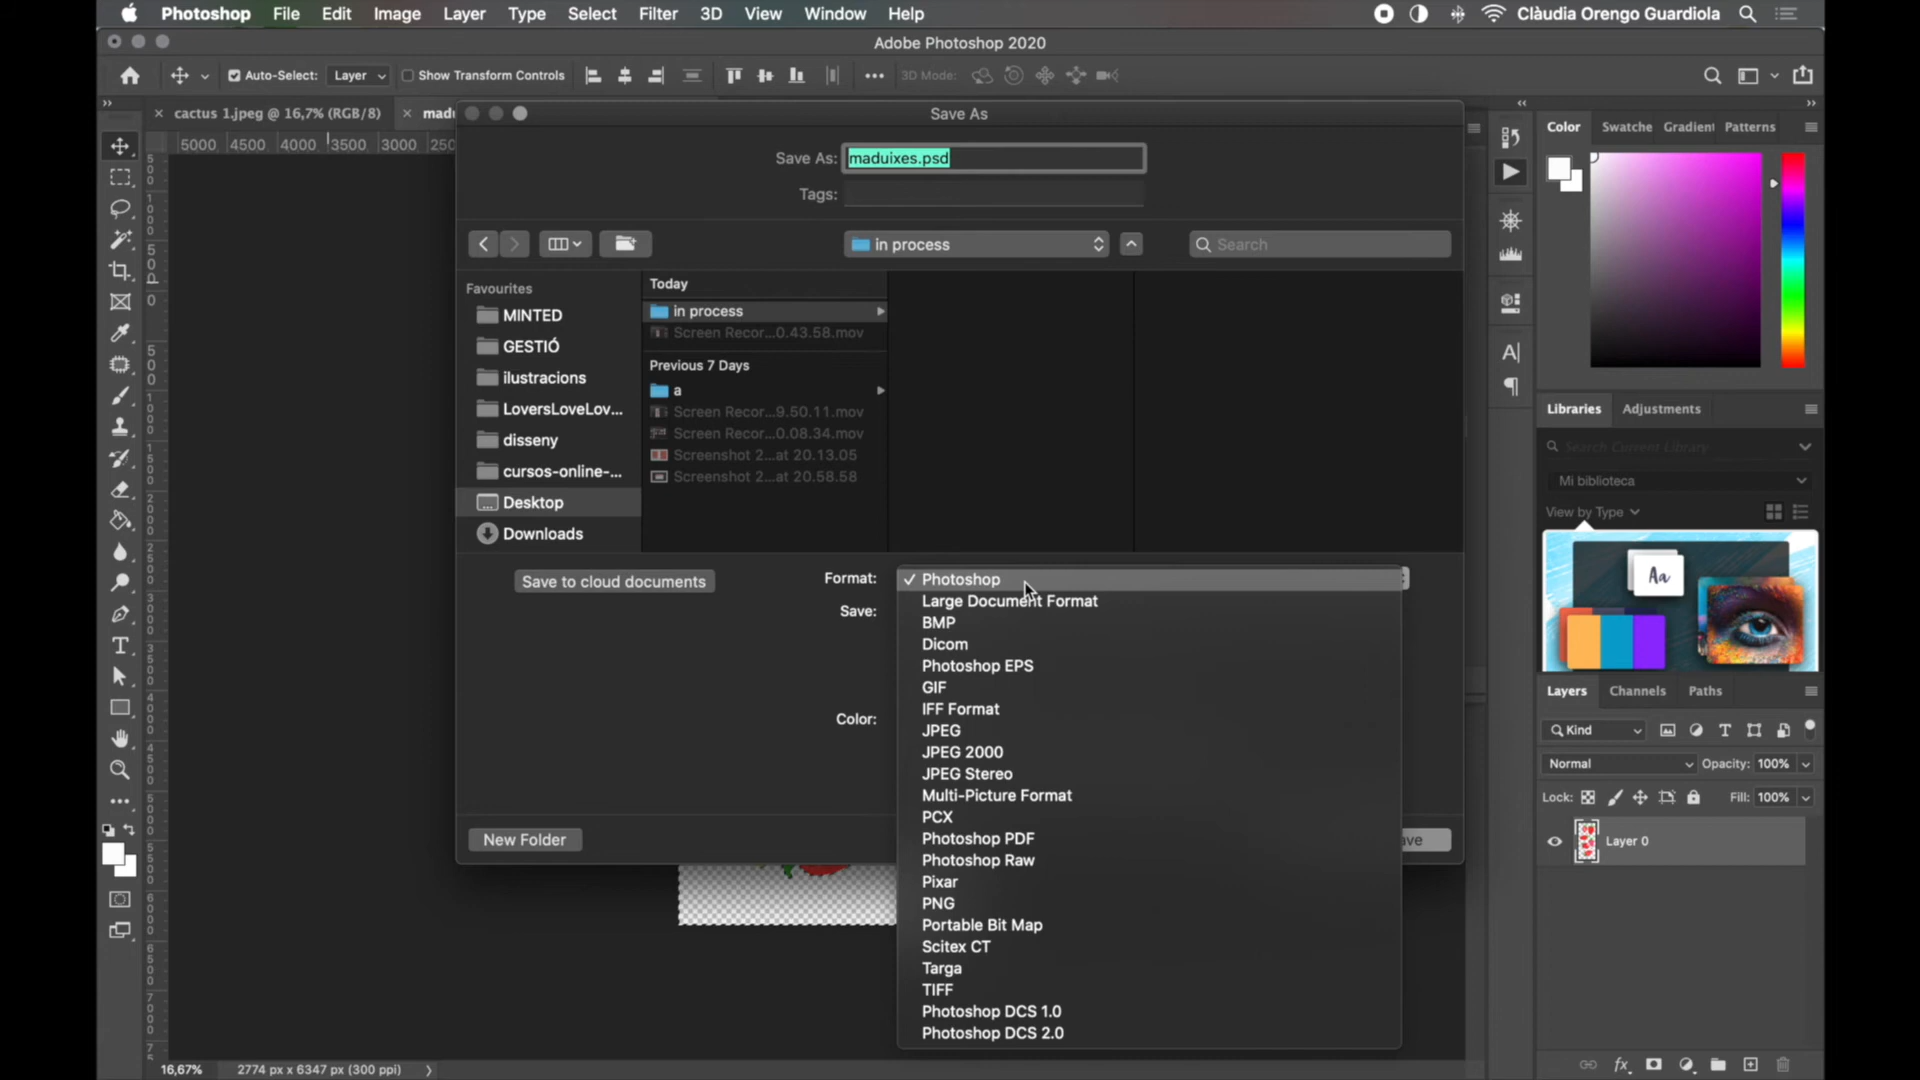 Photoshop File Edit Image Layer Type Select Filter 3D View Window Help Clàudia Orengo Guardiola
Adobe Photoshop 2020
Auto-Select: Layer Show Transform Controls 3D Mode:
cactus 1.jpeg @ 16,7% (RGB/8) madu
Save As
5000 4500 4000 3500 3000 250
Save As: maduixes.psd
Tags:
in process
Search
Favourites
MINTED
GESTIÓ
ilustracions
LoversLoveLov...
disseny
cursos-online-...
Desktop
Downloads
Today
in process
Screen Recor...0.43.58.mov
Previous 7 Days
a
Screen Recor...9.50.11.mov
Screen Recor...0.08.34.mov
Screenshot 2...at 20.13.05
Screenshot 2...at 20.58.58
Save to cloud documents
Format:
Save:
Color:
Photoshop
Large Document Format
BMP
Dicom
Photoshop EPS
GIF
IFF Format
JPEG
JPEG 2000
JPEG Stereo
Multi-Picture Format
PCX
Photoshop PDF
Photoshop Raw
Pixar
PNG
Portable Bit Map
Scitex CT
Targa
TIFF
Photoshop DCS 1.0
Photoshop DCS 2.0
New Folder
ave
Color Swatche Gradient Patterns
Libraries Adjustments
Search Current Library
Mi biblioteca
View by Type
Aa
Layers Channels Paths
Kind
Normal Opacity: 100%
Lock: Fill: 100%
Layer 0
16,67% 2774 px x 6347 px (300 ppi)